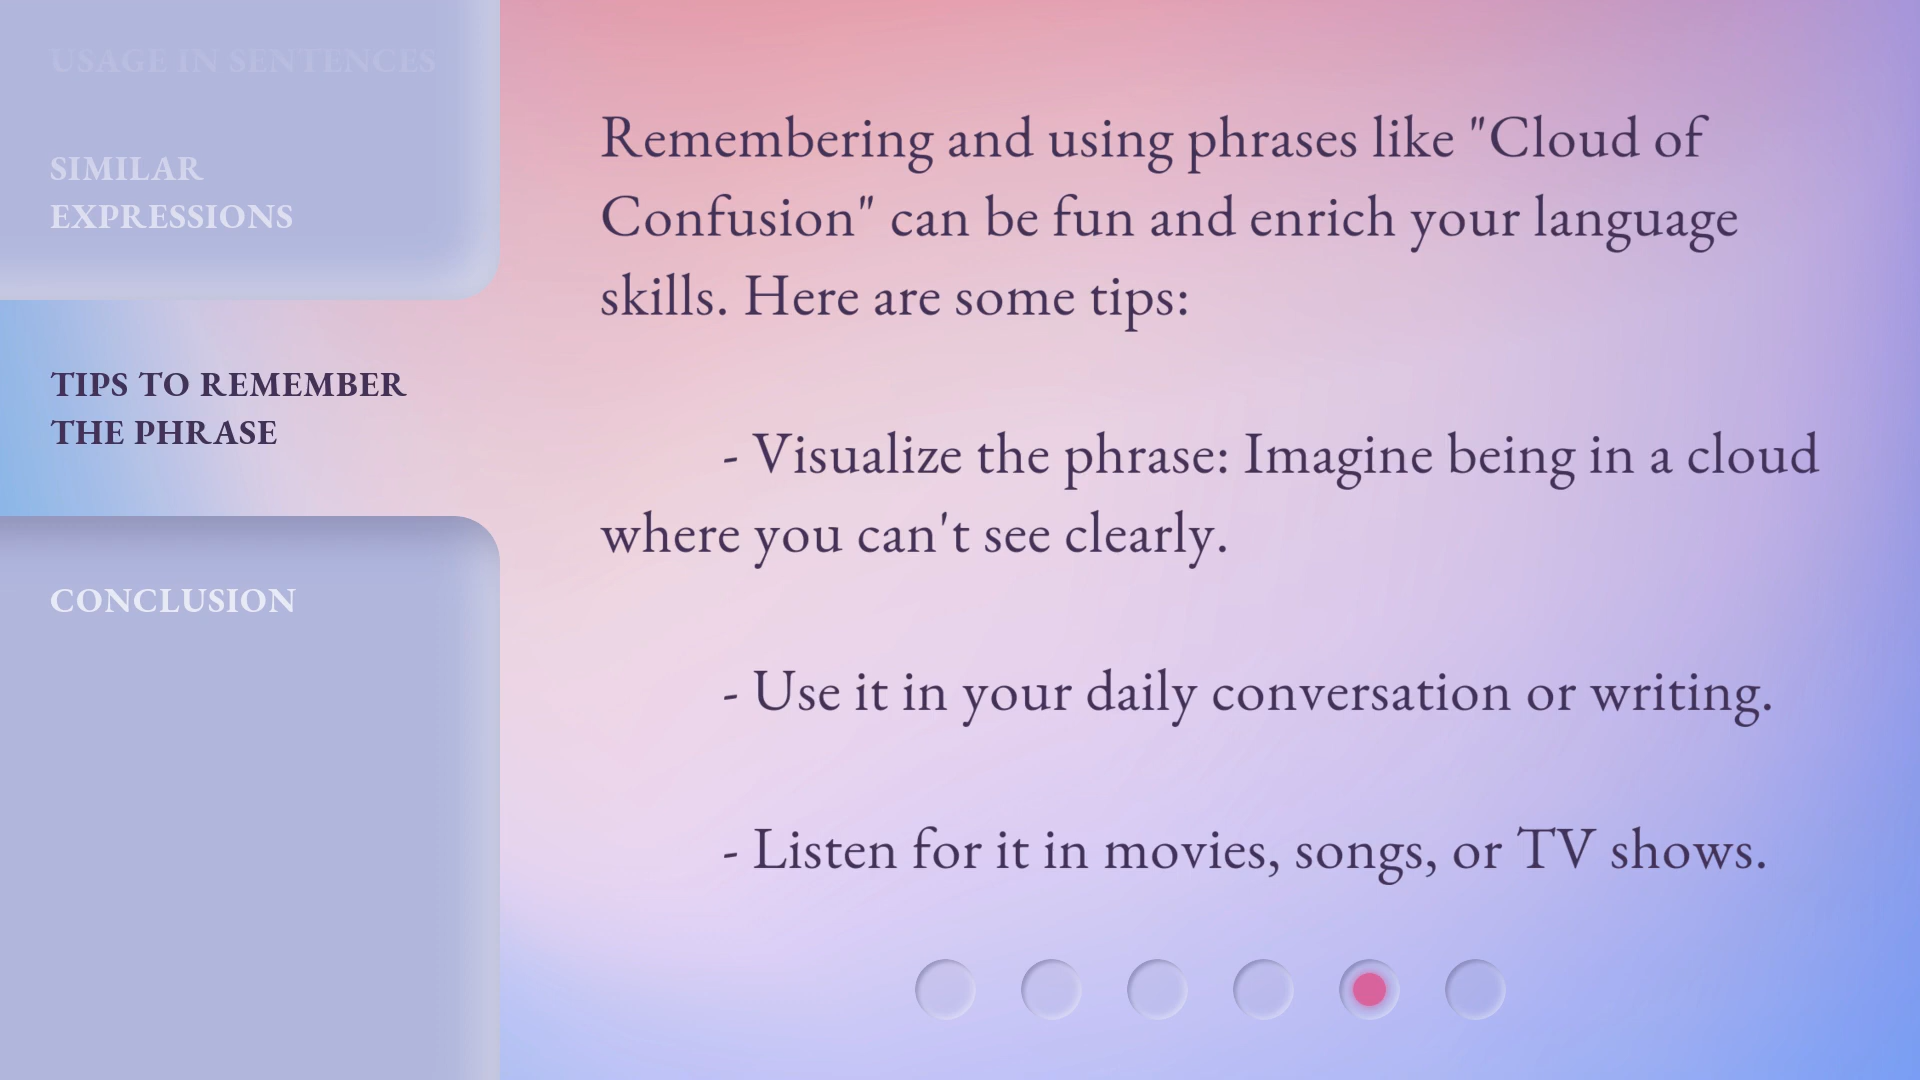 USAGE IN SENTENCES
SIMILAR
EXPRESSIONS
TIPS TO REMEMBER
THE PHRASE
CONCLUSION
Remembering and using phrases like "Cloud of
Confusion" can be fun and enrich your language
skills. Here are some tips:
- Visualize the phrase: Imagine being in a cloud
where you can't see clearly.
- Use it in your daily conversation or writing.
- Listen for it in movies, songs, or TV shows.